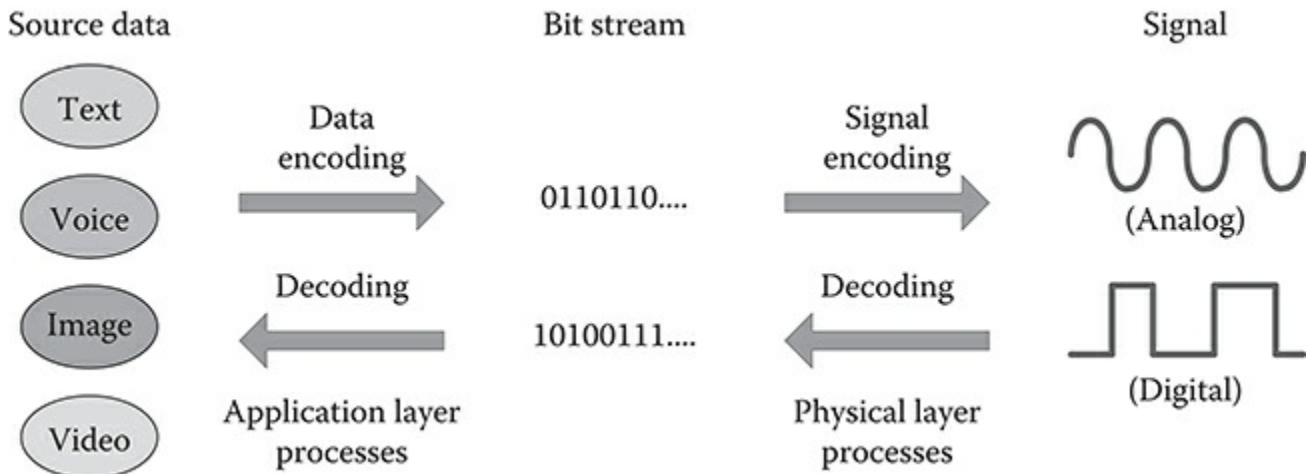 Source data
Bit stream
Signal
Text
Voice
Image
Video
Data
encoding
0110110....
Signal
encoding
(Analog)
Decoding
10100111....
Decoding
(Digital)
Application layer
processes
Physical layer
processes